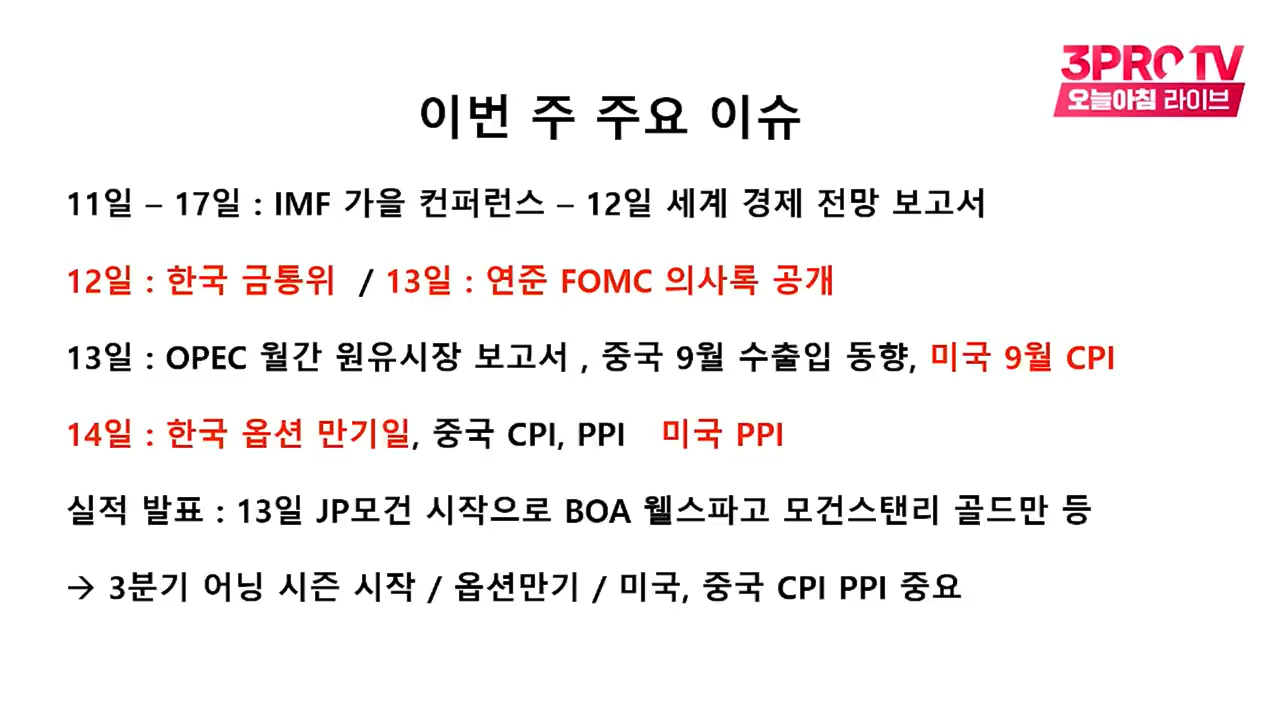 3PRO TV
오늘아침 라이브
이번 주 주요 이슈
11일 – 17일 : IMF 가을 컨퍼런스 – 12일 세계 경제 전망 보고서
12일 : 한국 금통위 / 13일 : 연준 FOMC 의사록 공개
13일 : OPEC 월간 원유시장 보고서 , 중국 9월 수출입 동향, 미국 9월 CPI
14일 : 한국 옵션 만기일, 중국 CPI, PPI 미국 PPI
실적 발표 : 13일 JP모건 시작으로 BOA 웰스파고 모건스탠리 골드만 등
→ 3분기 어닝 시즌 시작 / 옵션만기 / 미국, 중국 CPI PPI 중요